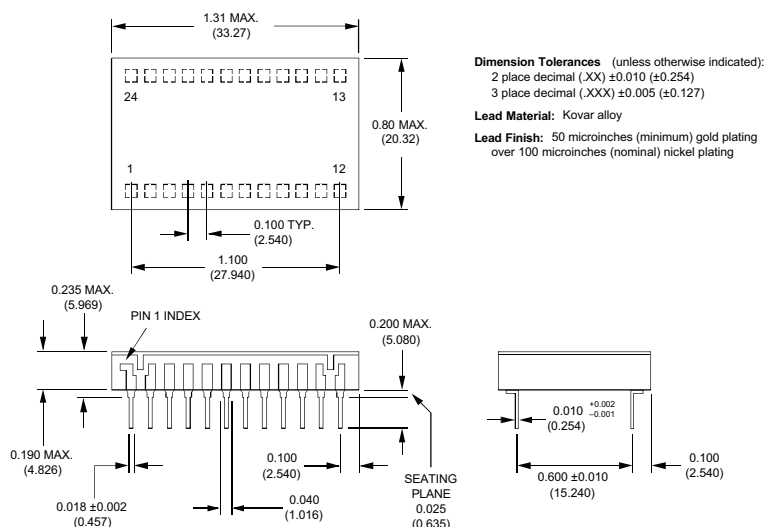 1.31 MAX.
(33.27)
Dimension Tolerances (unless otherwise indicated):
2 place decimal (.XX) ±0.010 (±0.254)
3 place decimal (.XXX) ±0.005 (±0.127)
Lead Material: Kovar alloy
Lead Finish: 50 microinches (minimum) gold plating
over 100 microinches (nominal) nickel plating
24
13
0.80 MAX.
(20.32)
1
12
0.100 TYP.
(2.540)
1.100
(27.940)
0.235 MAX.
(5.969)
PIN 1 INDEX
0.200 MAX.
(5.080)
0.010 +0.002
–0.001
(0.254)
0.190 MAX.
(4.826)
0.100
(2.540)
SEATING
PLANE
0.025
(0.635)
0.600 ±0.010
(15.240)
0.100
(2.540)
0.018 ±0.002
(0.457)
0.040
(1.016)